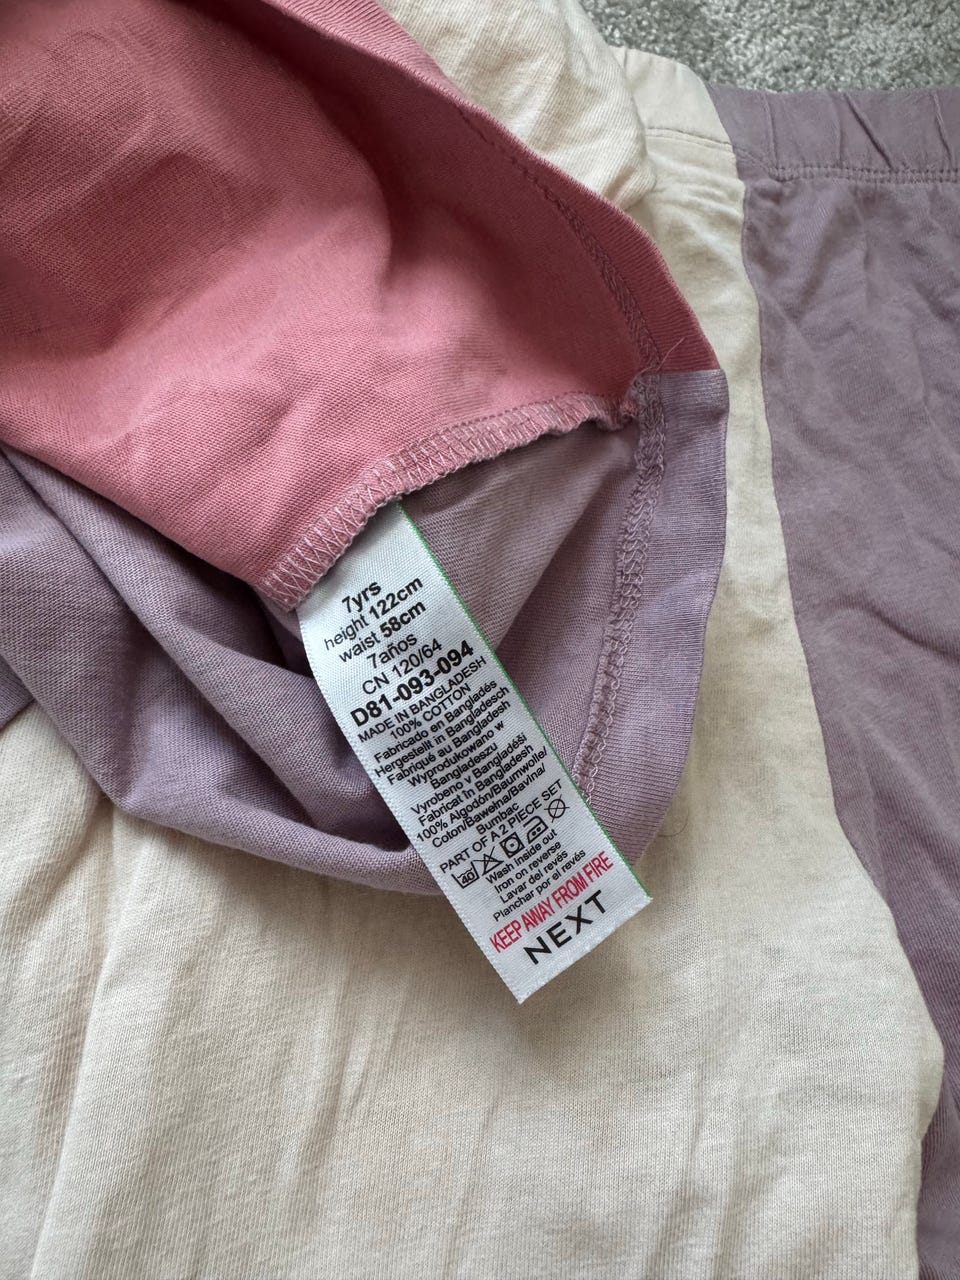 7yrs
height 122cm
waist 58cm
7años
CN 120/64
D81-093-094
MADE IN BANGLADESH
100% COTTON
Fabricado en Bangladés
Hergestellt in Bangladesch
Fabriqué au Bangladesh
Wyprodukowano w
Bangladeszu
Vyrobeno v Bangladéši
Fabricat în Bangladesh
100% Algodón/Baumwolle/
Coton/Bawełna/Bavlna/
Bumbac
PART OF A 2 PIECE SET
40
Wash inside out
Iron on reverse
Lavar del revés
Planchar por el revés
KEEP AWAY FROM FIRE
NEXT